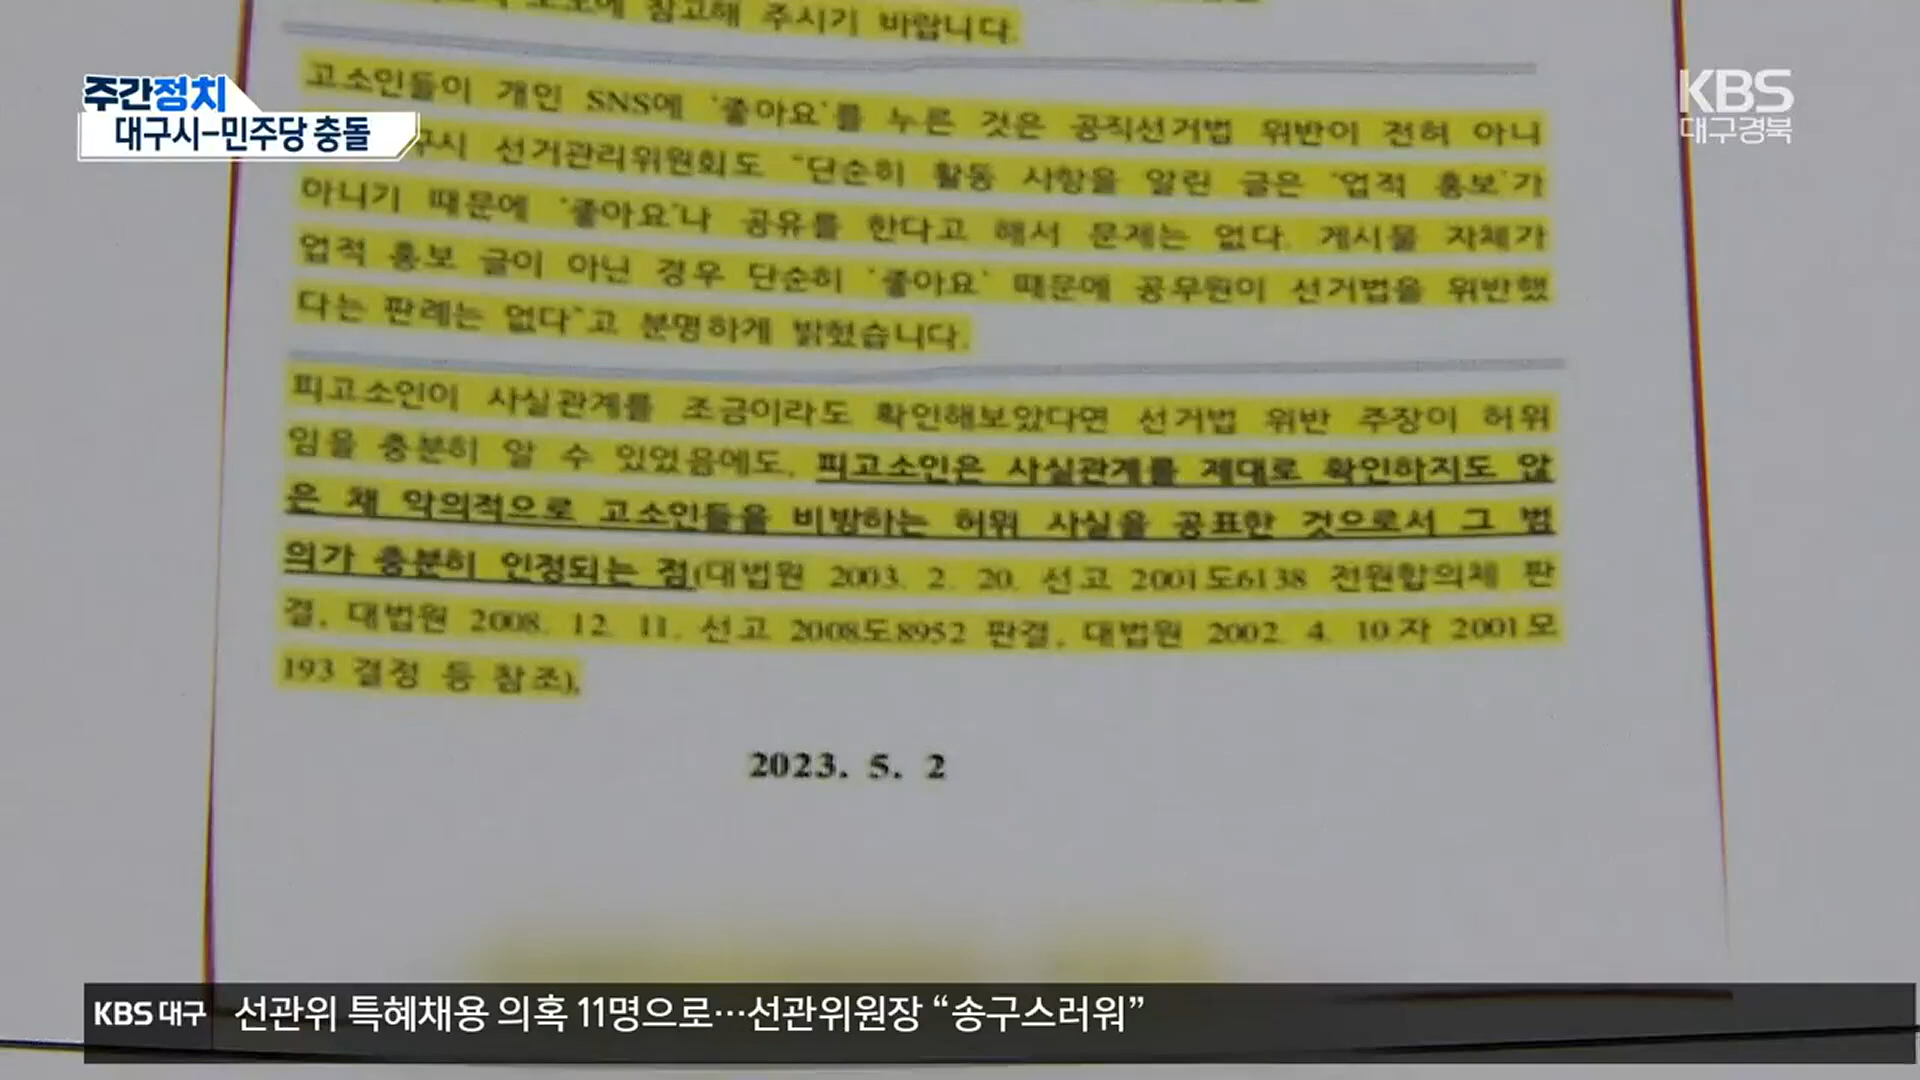 참고해 주시기 바랍니다.
주간정치
대구시-민주당 충돌
KBS
대구경북
고소인들이 개인 SNS에 '좋아요'를 누른 것은 공직선거법 위반이 전혀 아니
구시 선거관리위원회도 "단순히 활동 사항을 알린 글은 '업적 홍보'가
아니기 때문에 '좋아요'나 공유를 한다고 해서 문제는 없다. 게시물 자체가
업적 홍보 글이 아닌 경우 단순히 '좋아요' 때문에 공무원이 선거법을 위반했
다는 판례는 없다"고 분명하게 밝혔습니다.
피고소인이 사실관계를 조금이라도 확인해보았다면 선거법 위반 주장이 허위
임을 충분히 알 수 있었음에도, 피고소인은 사실관계를 제대로 확인하지도 않
은 채 악의적으로 고소인들을 비방하는 허위 사실을 공표한 것으로서 그 범
의가 충분히 인정되는 점(대법원 2003. 2. 20. 선고 2001도6138 전원합의체 판
결, 대법원 2008. 12. 11. 선고 2008도8952 판결, 대법원 2002. 4. 10자 2001모
193 결정 등 참조),
2023. 5. 2
KBS 대구 선관위 특혜채용 의혹 11명으로…선관위원장 "송구스러워"